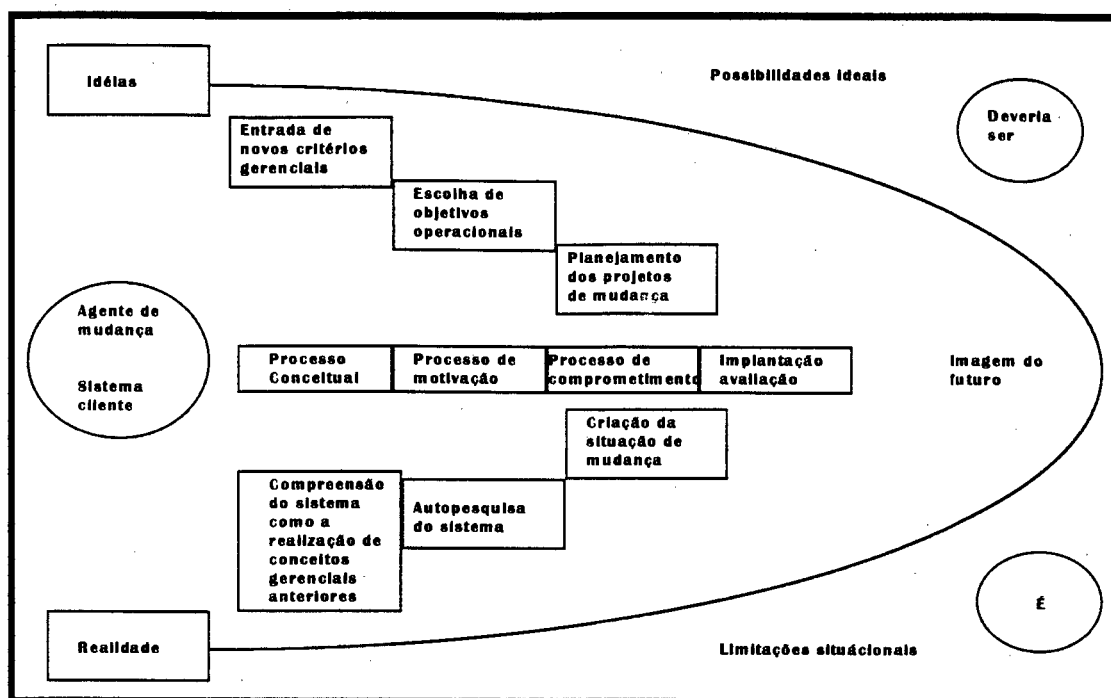 Idéias
Possibilidades ideais
Deveria
ser
Entrada de
novos critérios
gerenciais
Escolha de
objetivos
operacionais
Planejamento
dos projetos
de mudança
Agente de
mudança
Sistema
cliente
Processo
Conceitual
Processo de
motivação
Processo de
comprometimento
Implantação
avaliação
Imagem do
futuro
Criação da
situação de
mudança
Compreensão
do sistema
como a
realização de
conceitos
gerenciais
anteriores
Autopesquisa
do sistema
É
Realidade
Limitações situácionais